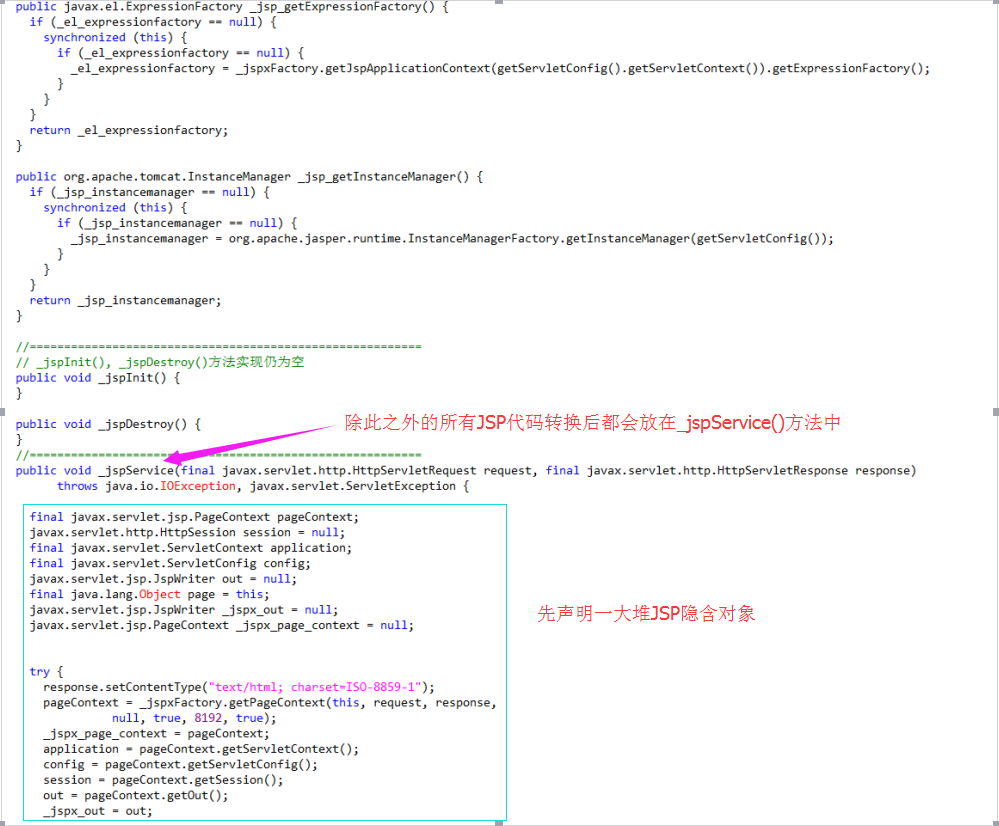 public javax.el.ExpressionFactory _jsp_getExpressionFactory() {
if (_el_expressionfactory == null) {
synchronized (this) {
if (_el_expressionfactory == null) {
_el_expressionfactory = _jspxFactory.getJspApplicationContext(getServletConfig().getServletContext()).getExpressionFactory();
}
}
}
return _el_expressionfactory;
}
public org.apache.tomcat.InstanceManager _jsp_getInstanceManager() {
if (_jsp_instancemanager == null) {
synchronized (this) {
if (_jsp_instancemanager == null) {
_jsp_instancemanager = org.apache.jasper.runtime.InstanceManagerFactory.getInstanceManager(getServletConfig());
}
}
}
return _jsp_instancemanager;
}
//=========================================================
// _jspInit(), _jspDestroy()方法实现仍为空
public void _jspInit() {
}
public void _jspDestroy() {
除此之外的所有JSP代码转换后都会放在_jspService()方法中
}
//=========================================================
public void _jspService(final javax.servlet.http.HttpServletRequest request, final javax.servlet.http.HttpServletResponse response)
throws java.io.IOException, javax.servlet.ServletException {
final javax.servlet.jsp.PageContext pageContext;
javax.servlet.http.HttpSession session = null;
final javax.servlet.ServletContext application;
final javax.servlet.ServletConfig config;
javax.servlet.jsp.JspWriter out = null;
final java.lang.Object page = this;
javax.servlet.jsp.JspWriter _jspx_out = null;
先声明一大堆JSP隐含对象
javax.servlet.jsp.PageContext _jspx_page_context = null;
try {
response.setContentType("text/html; charset=ISO-8859-1");
pageContext = _jspxFactory.getPageContext(this, request, response,
null, true, 8192, true);
_jspx_page_context = pageContext;
application = pageContext.getServletContext();
config = pageContext.getServletConfig();
session = pageContext.getSession();
out = pageContext.getOut();
_jspx_out = out;